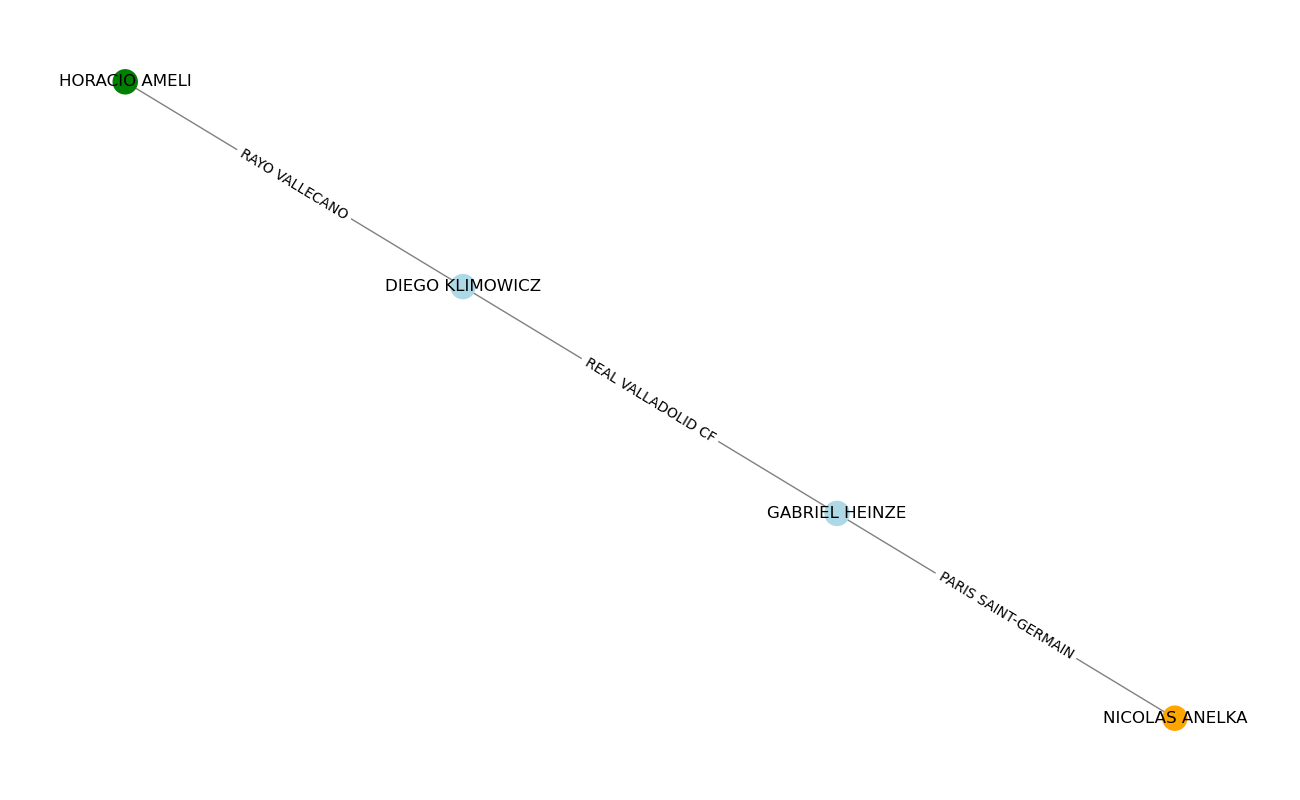 HORACIO AMELI
RAYO VALLECANO
DIEGO KLIMOWICZ
REAL VALLADOLID CF
GABRIEL HEINZE
PARIS SAINT-GERMAIN
NICOLAS ANELKA